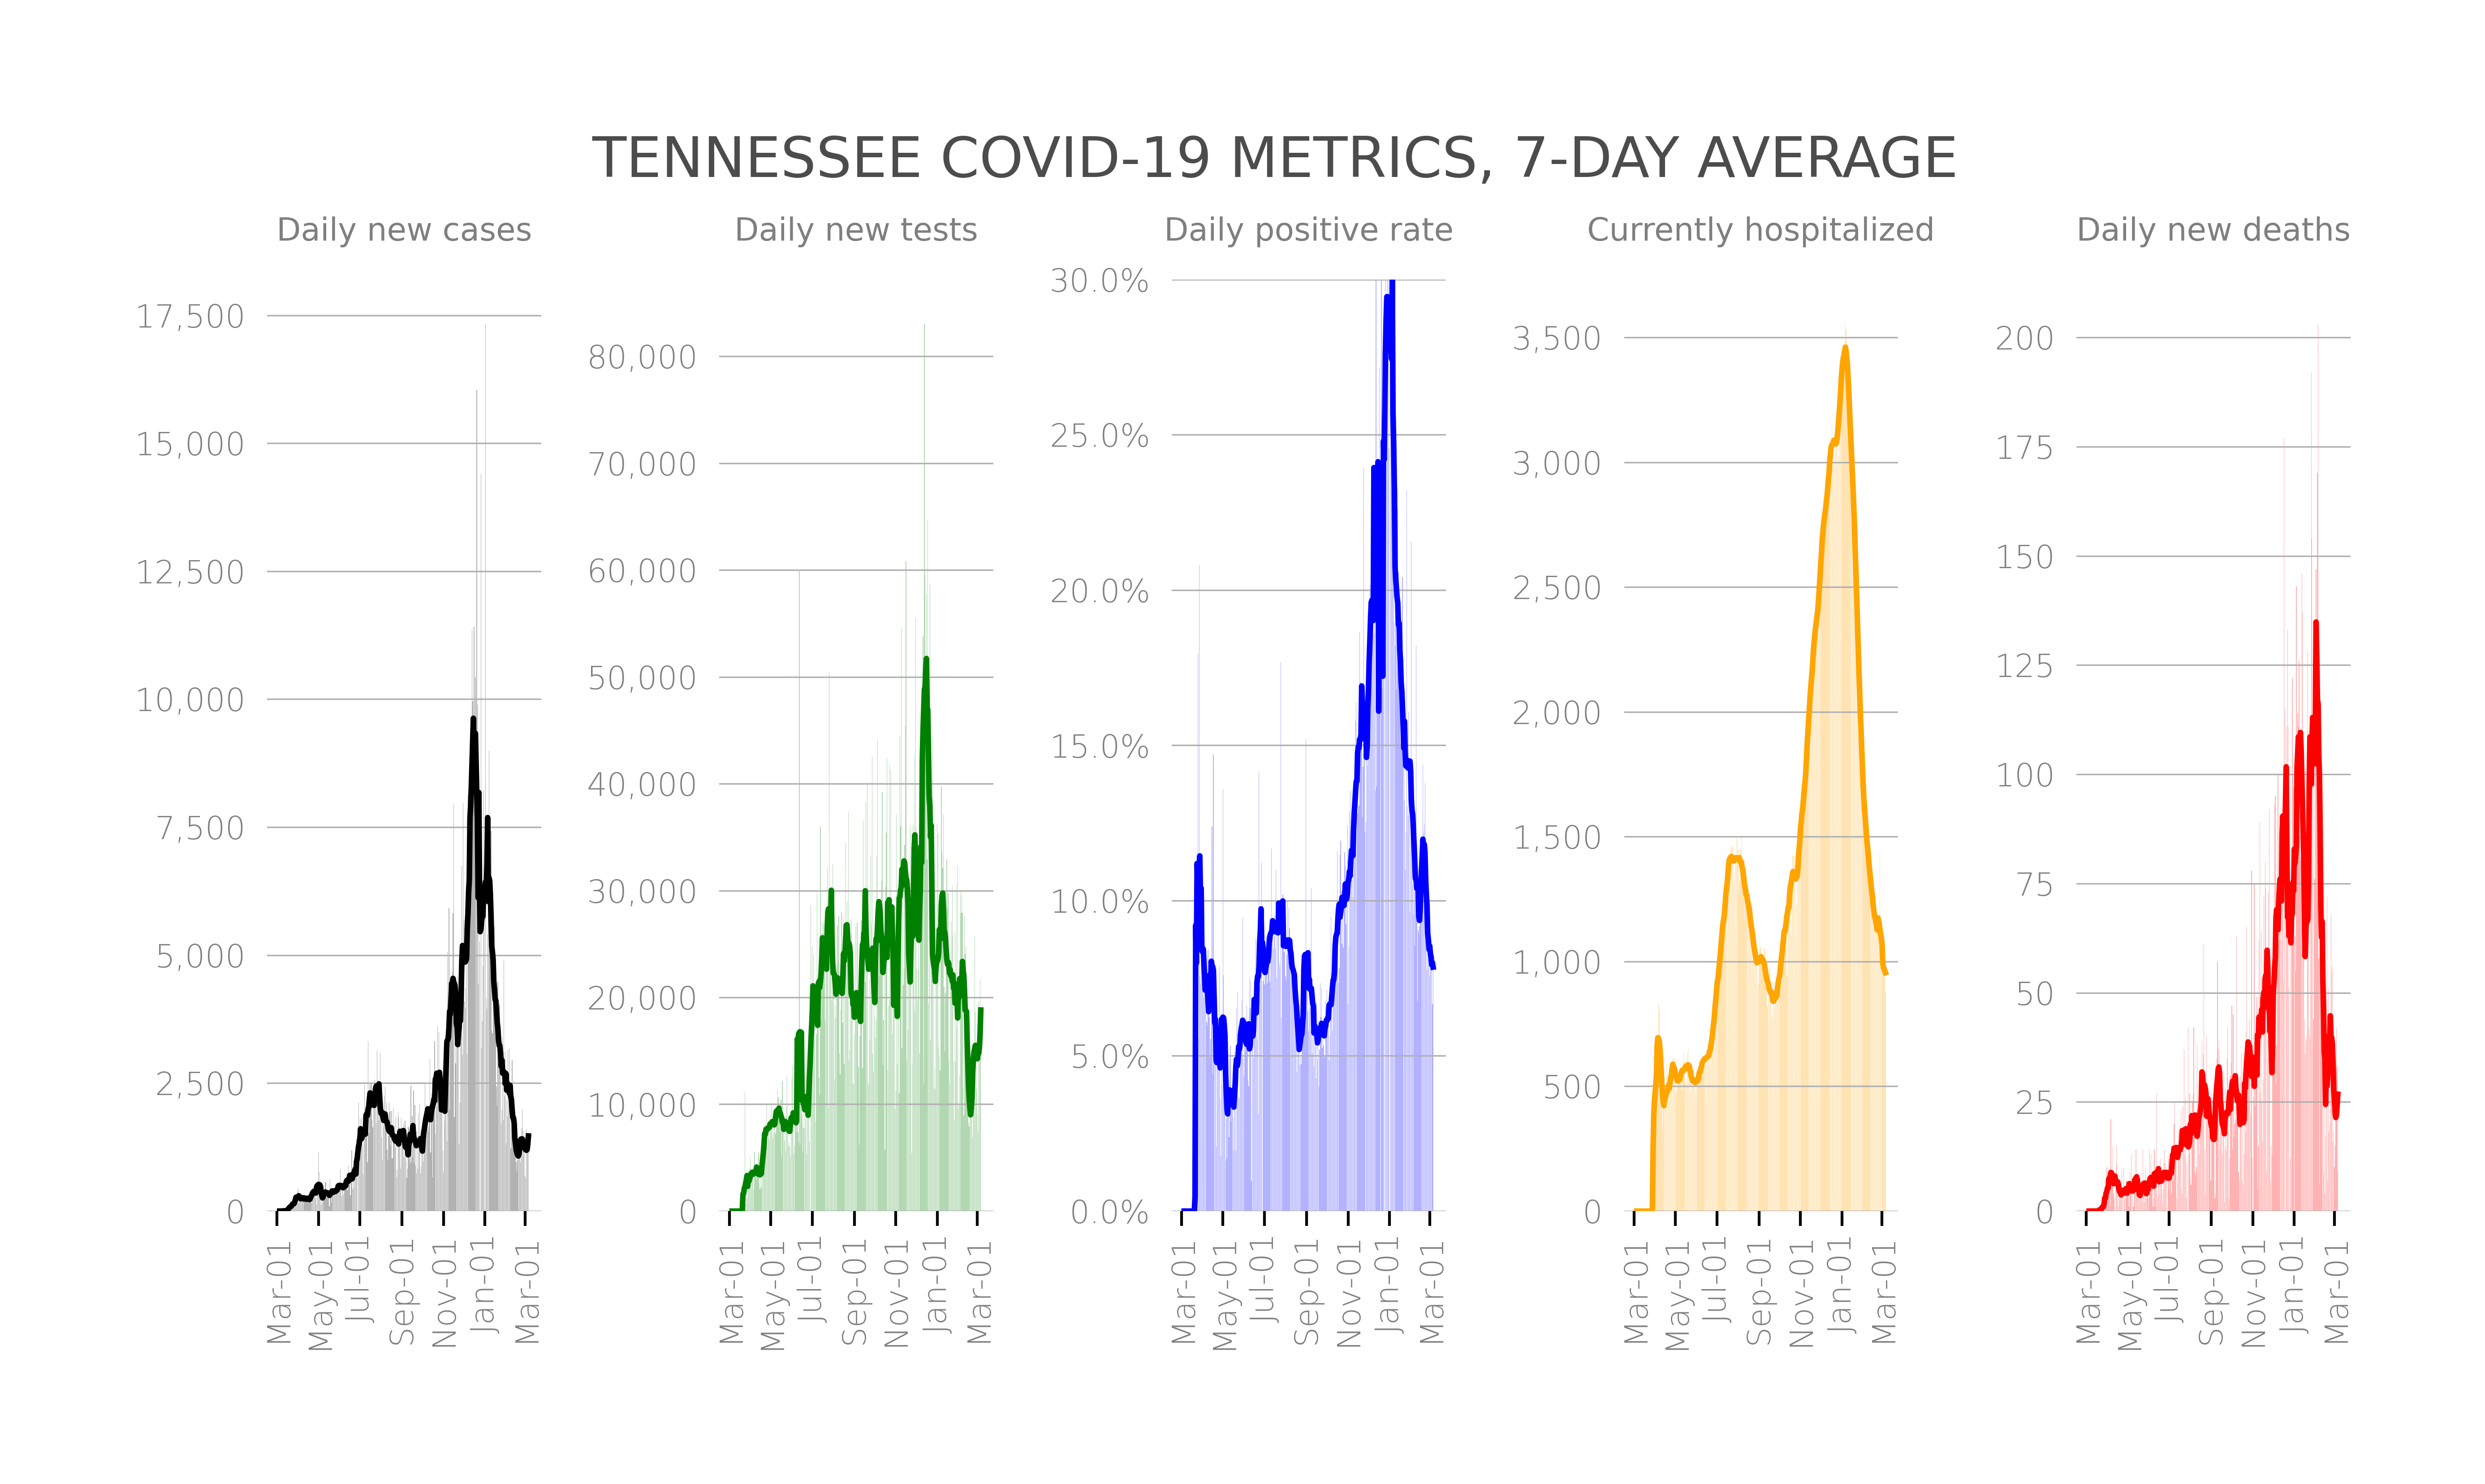 TENNESSEE COVID-19 METRICS, 7-DAY AVERAGE
Daily new cases
17,500
15,000
12,500
10,000
7,500
5,000
2,500
0
Mar-01
May-01
Jul-01
Sep-01
Nov-01
Jan-01
Mar-01
Daily new tests
80,000
70,000
60,000
50,000
40,000
30,000
20,000
10,000
0
Mar-01
May-01
Jul-01
Sep-01
Nov-01
Jan-01
Mar-01
Daily positive rate
30.0%
25.0%
20.0%
15.0%
10.0%
5.0%
0.0%
Mar-01
May-01
Jul-01
Sep-01
Nov-01
Jan-01
Mar-01
Currently hospitalized
3,500
3,000
2,500
2,000
1,500
1,000
500
0
Mar-01
May-01
Jul-01
Sep-01
Nov-01
Jan-01
Mar-01
Daily new deaths
200
175
150
125
100
75
50
25
0
Mar-01
May-01
Jul-01
Sep-01
Nov-01
Jan-01
Mar-01